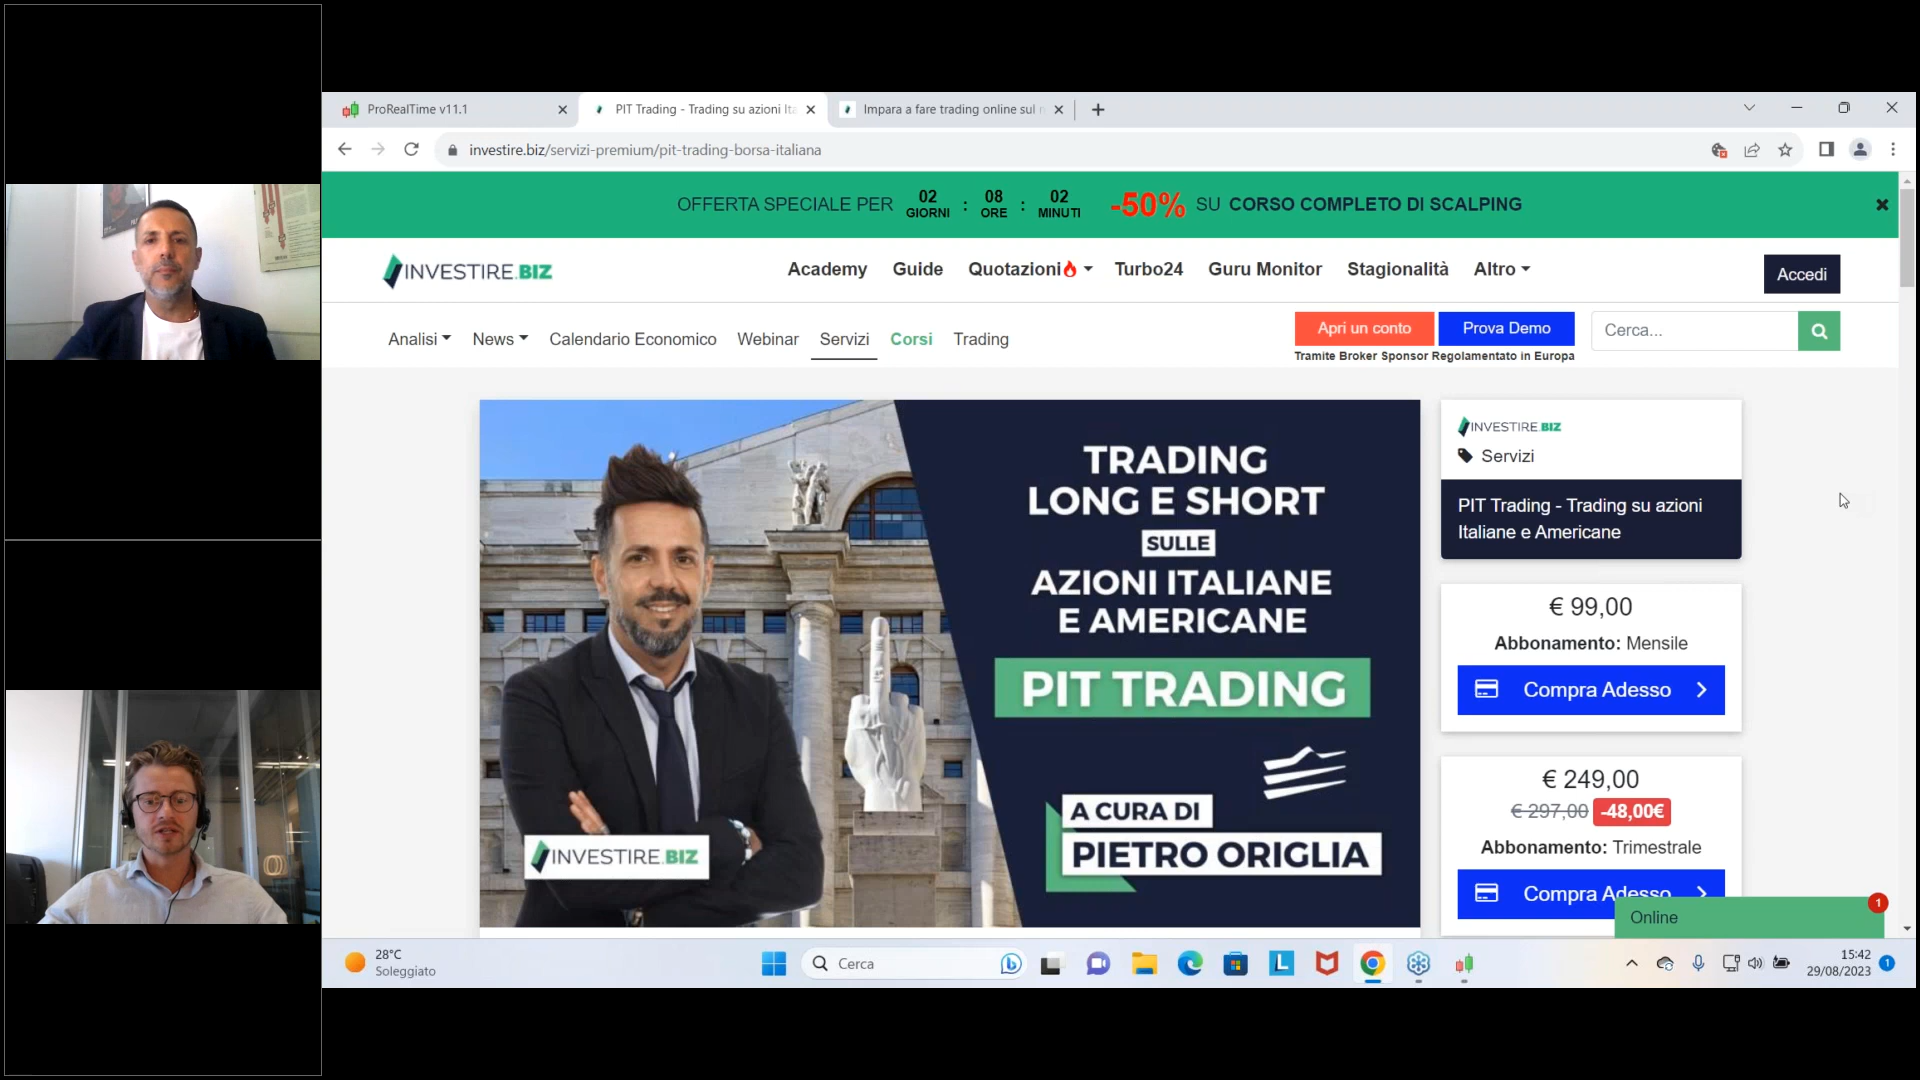 ProRealTime v11.1
PIT Trading - Trading su azioni Ita
Impara a fare trading online sul
investire.biz/servizi-premium/pit-trading-borsa-italiana
OFFERTA SPECIALE PER 02 GIORNI : 08 ORE : 02 MINUTI -50% SU CORSO COMPLETO DI SCALPING
INVESTIRE.BIZ
Academy Guide Quotazioni Turbo24 Guru Monitor Stagionalità Altro
Accedi
Analisi News Calendario Economico Webinar Servizi Corsi Trading
Apri un conto Prova Demo
Tramite Broker Sponsor Regolamentato in Europa
Cerca...
TRADING
LONG E SHORT
SULLE
AZIONI ITALIANE
E AMERICANE
PIT TRADING
A CURA DI
PIETRO ORIGLIA
INVESTIRE.BIZ
INVESTIRE.BIZ
Servizi
PIT Trading - Trading su azioni
Italiane e Americane
€ 99,00
Abbonamento: Mensile
Compra Adesso
€ 249,00
€ 297,00 -48,00€
Abbonamento: Trimestrale
Compra Adesso
Online
1
28°C
Soleggiato
Cerca
15:42
29/08/2023
1